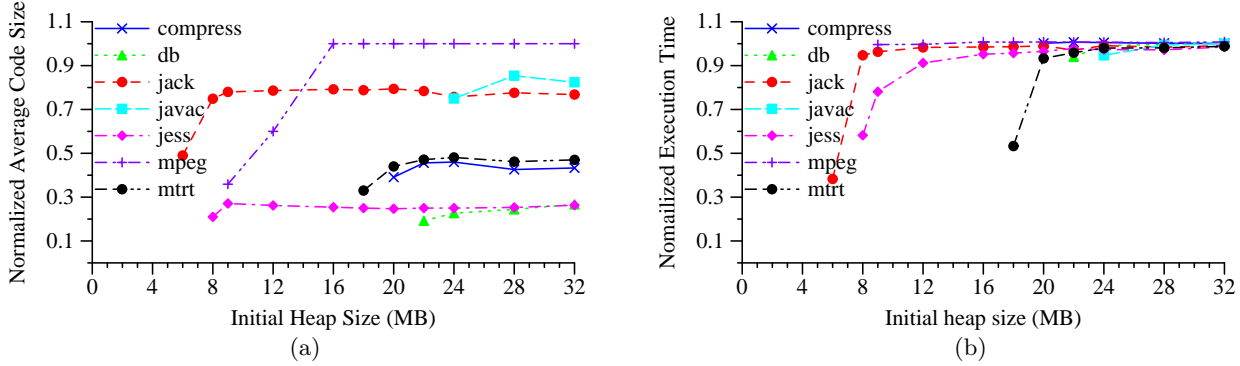 Normalized Average Code Size
1.1
0.9
0.7
0.5
0.3
0.1
compress
db
jack
javac
jess
mpeg
mtrt
0 4 8 12 16 20 24 28 32
Initial Heap Size (MB)
(a)
Nomailized Execution Time
1.1
0.9
0.7
0.5
0.3
0.1
compress
db
jack
javac
jess
mpeg
mtrt
0 4 8 12 16 20 24 28 32
Initial heap size (MB)
(b)